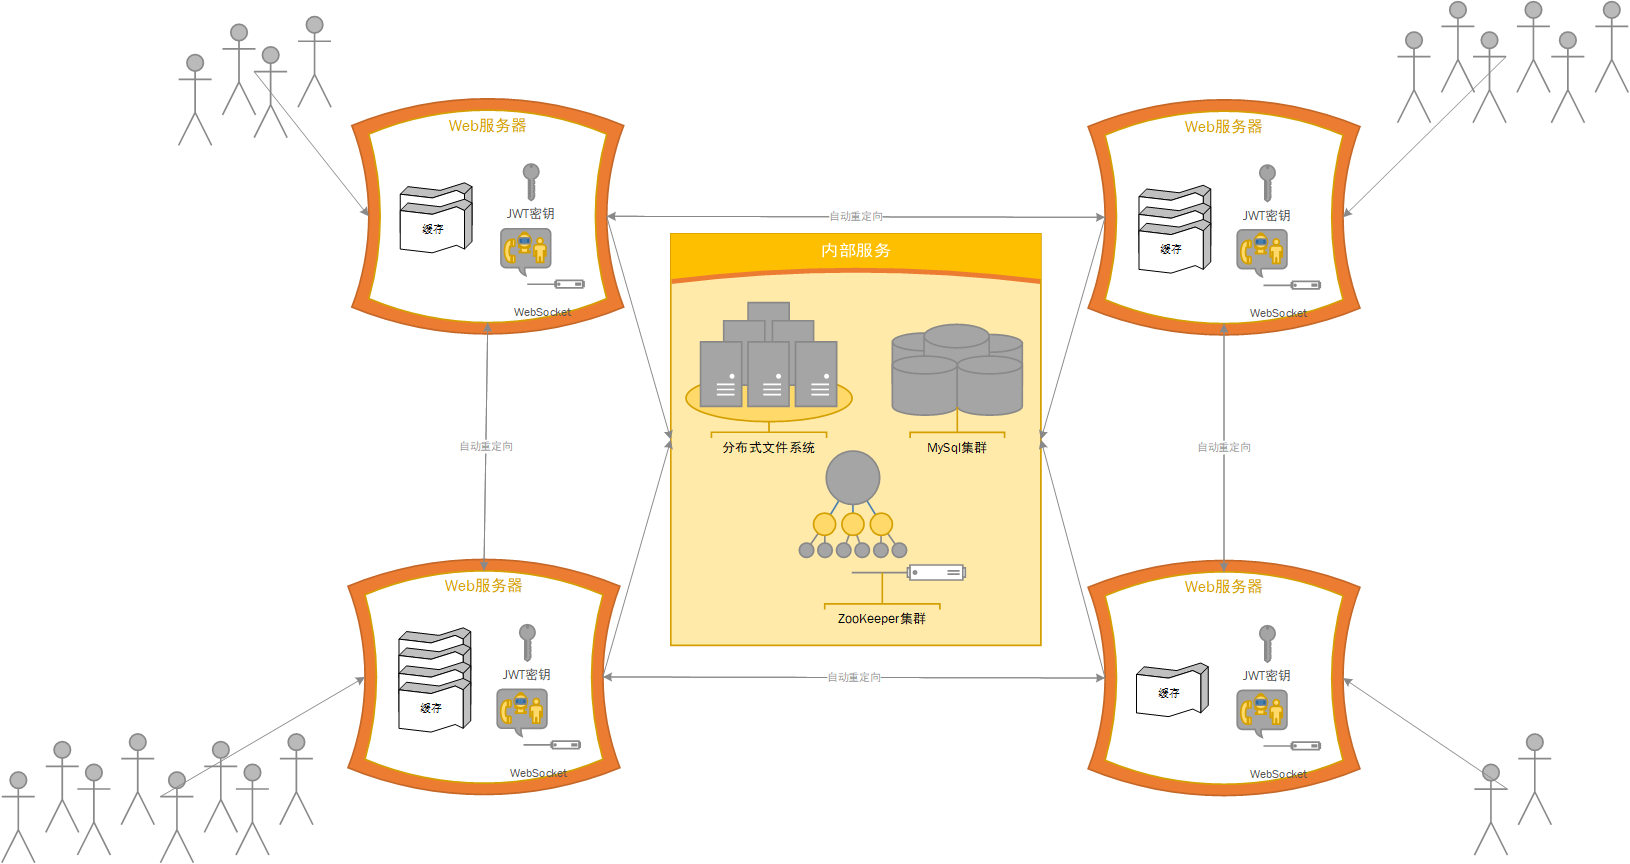 Web服务器
JWT密钥
缓存
WebSocket
Web服务器
JWT密钥
缓存
WebSocket
自动重定向
内部服务
分布式文件系统
MySql集群
ZooKeeper集群
自动重定向
自动重定向
Web服务器
JWT密钥
缓存
WebSocket
自动重定向
Web服务器
JWT密钥
缓存
WebSocket